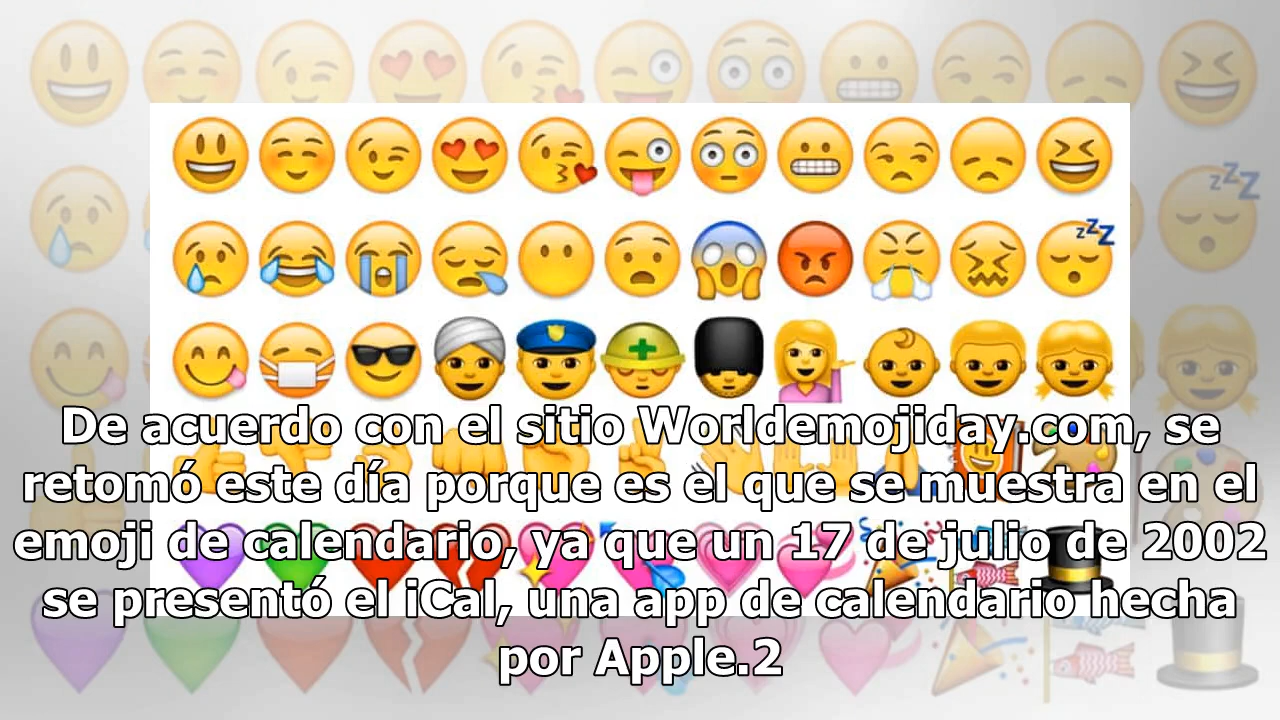 De acuerdo con el sitio Worldemojiday.com, se
retomó este día porque es el que se muestra en el
emoji de calendario, ya que un 17 de julio de 2002
se presentó el iCal, una app de calendario hecha
por Apple.2